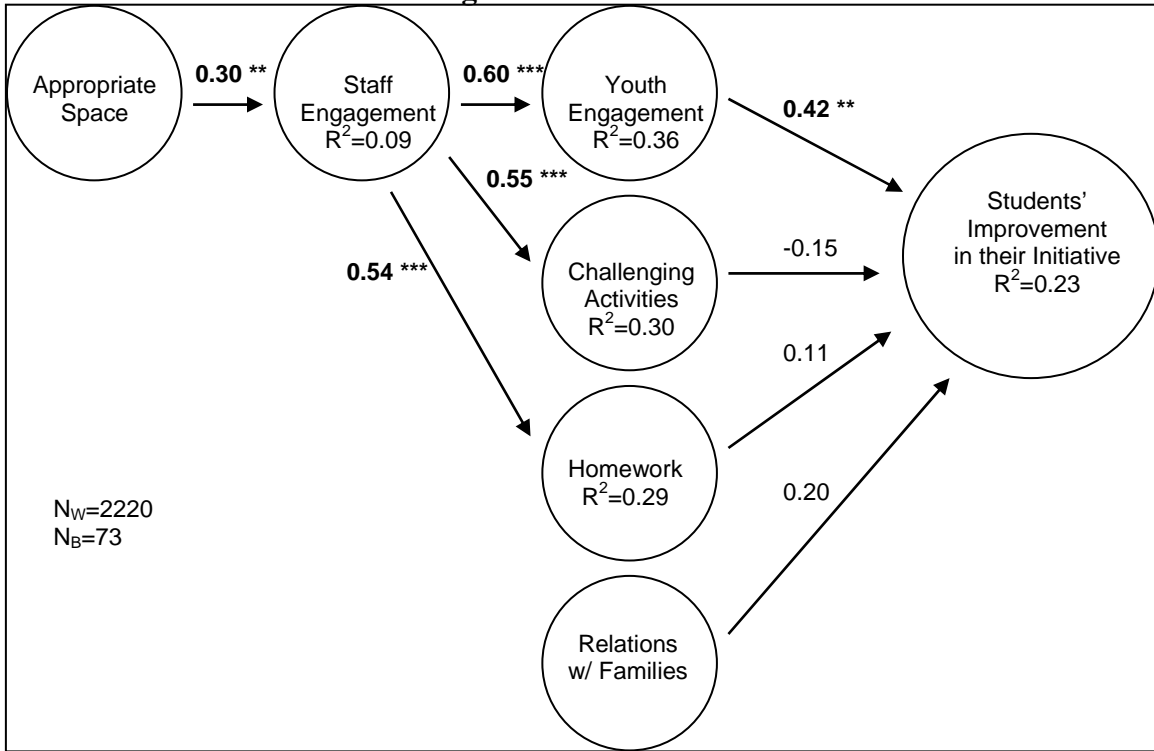 Appropriate
Space
0.30 **
Staff
Engagement
R²=0.09
0.60 ***
Youth
Engagement
R²=0.36
0.42 **
0.55 ***
Challenging
Activities
R²=0.30
-0.15
Students’
Improvement
in their Initiative
R²=0.23
0.54 ***
Homework
R²=0.29
0.11
Relations
w/ Families
0.20
N_W=2220
N_B=73